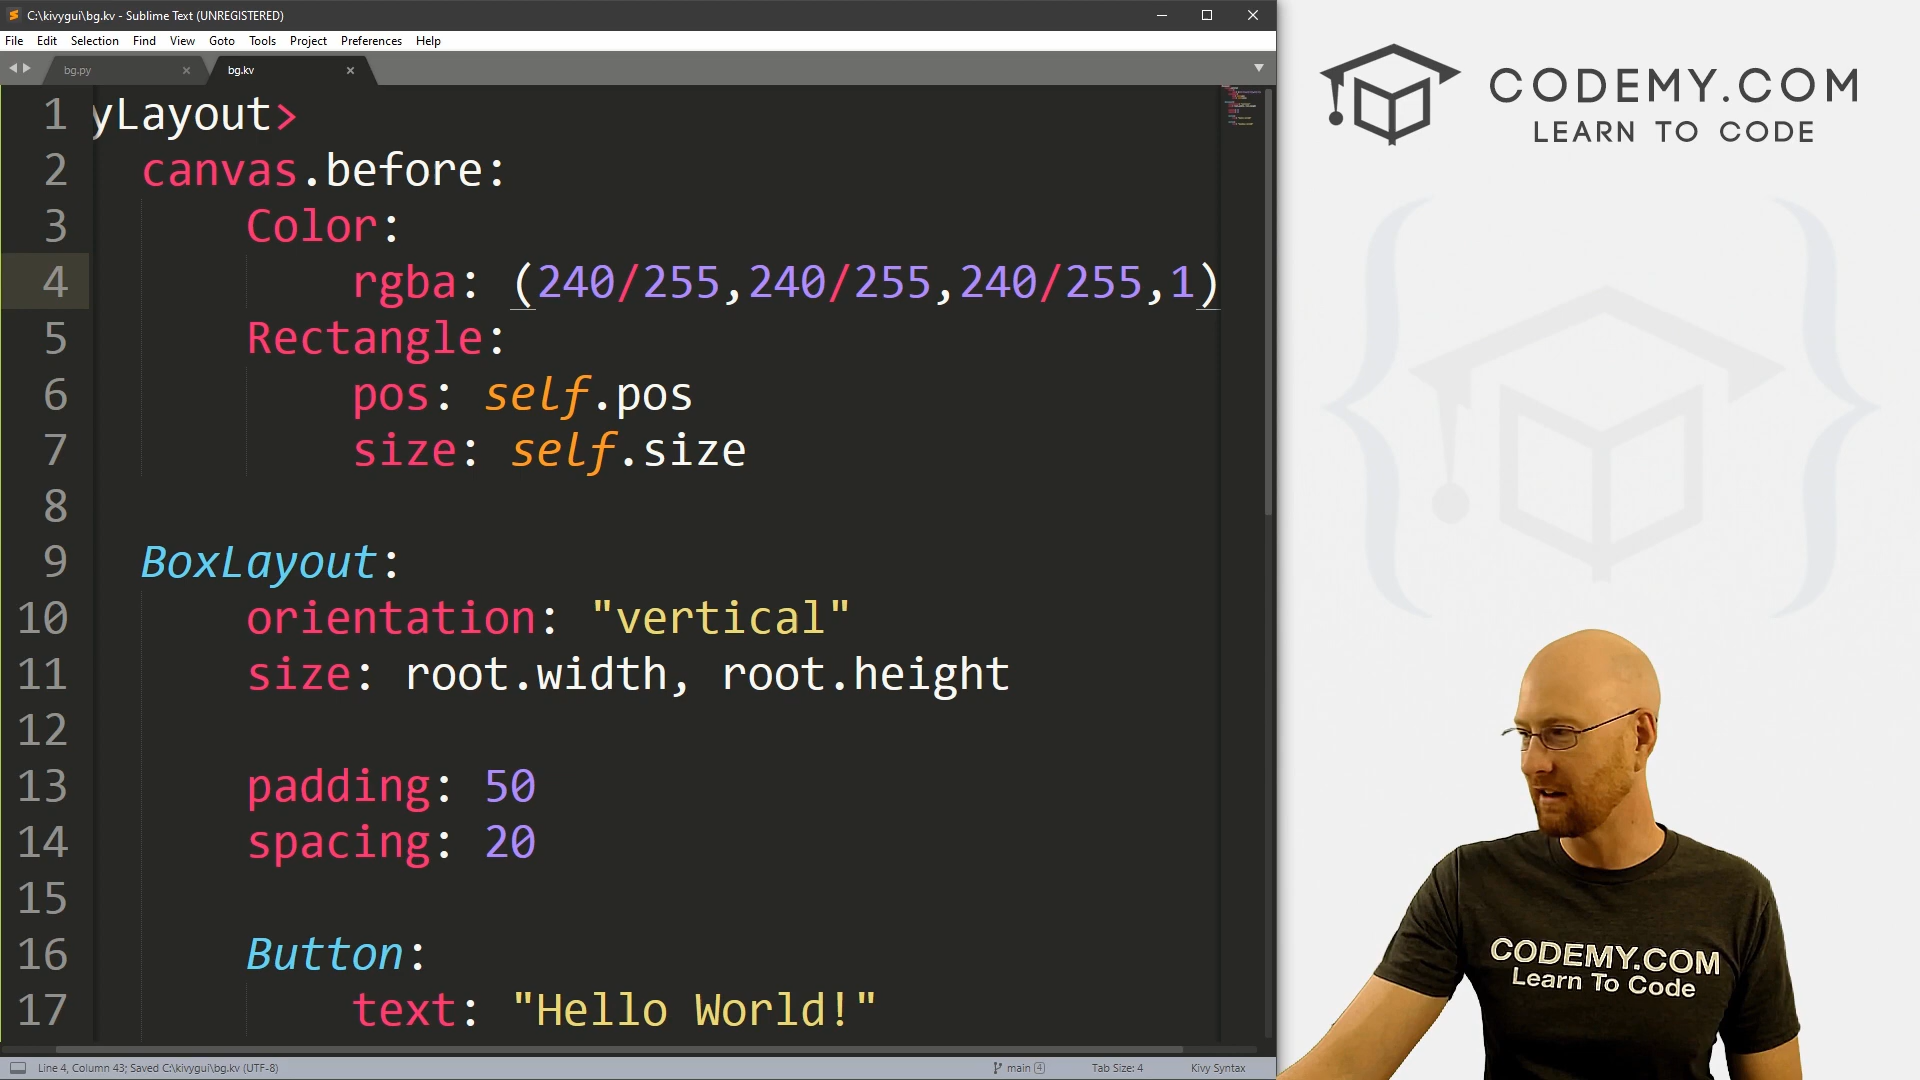 C:\kivygui\bg.kv - Sublime Text (UNREGISTERED)
File Edit Selection Find View Goto Tools Project Preferences Help
bg.py
bg.kv
1 yLayout>
2 canvas.before:
3 Color:
4 rgba: (240/255,240/255,240/255,1)
5 Rectangle:
6 pos: self.pos
7 size: self.size
8
9 BoxLayout:
10 orientation: "vertical"
11 size: root.width, root.height
12
13 padding: 50
14 spacing: 20
15
16 Button:
17 text: "Hello World!"
Line 4, Column 43; Saved C:\kivygui\bg.kv (UTF-8)
main 4
Tab Size: 4
Kivy Syntax
CODEMY.COM
LEARN TO CODE
CODEMY.COM
Learn To Code